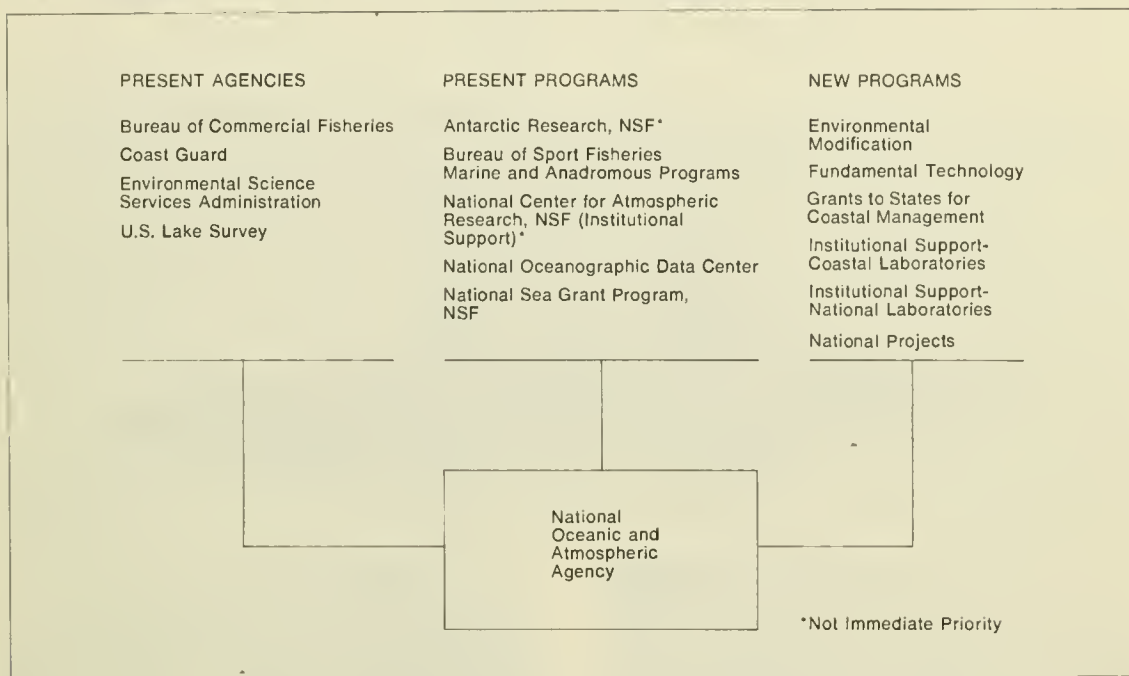 PRESENT AGENCIES
Bureau of Commercial Fisheries
Coast Guard
Environmental Science
Services Administration
U.S. Lake Survey
PRESENT PROGRAMS
Antarctic Research, NSF*
Bureau of Sport Fisheries
Marine and Anadromous Programs
National Center for Atmospheric
Research, NSF (Institutional
Support)*
National Oceanographic Data Center
National Sea Grant Program,
NSF
NEW PROGRAMS
Environmental
Modification
Fundamental Technology
Grants to States for
Coastal Management
Institutional Support-
Coastal Laboratories
Institutional Support-
National Laboratories
National Projects
National
Oceanic and
Atmospheric
Agency
*Not Immediate Priority